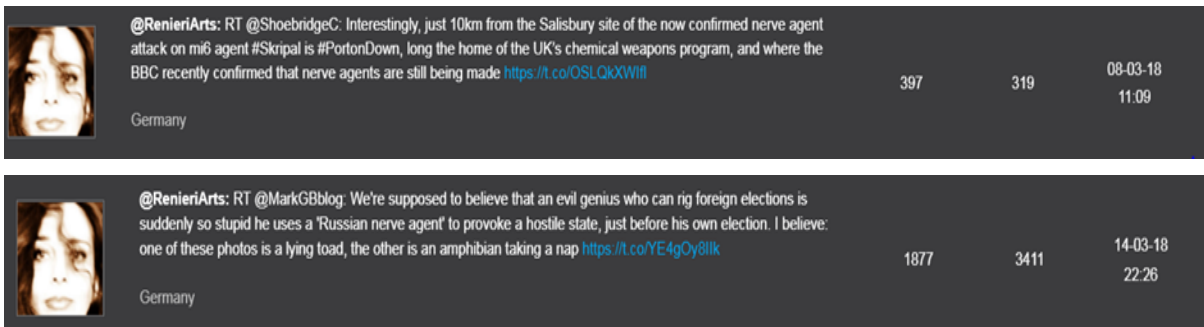 @RenieriArts: RT @ShoebridgeC: Interestingly, just 10km from the Salisbury site of the now confirmed nerve agent
attack on mi6 agent #Skripal is #PortonDown, long the home of the UK's chemical weapons program, and where the
BBC recently confirmed that nerve agents are still being made https://t.co/OSLQkXWlfl
397 319 08-03-18
11:09
Germany
@RenieriArts: RT @MarkGBblog: We're supposed to believe that an evil genius who can rig foreign elections is
suddenly so stupid he uses a 'Russian nerve agent' to provoke a hostile state, just before his own election. I believe:
one of these photos is a lying toad, the other is an amphibian taking a nap https://t.co/YE4gOy8llk
1877 3411 14-03-18
22:26
Germany